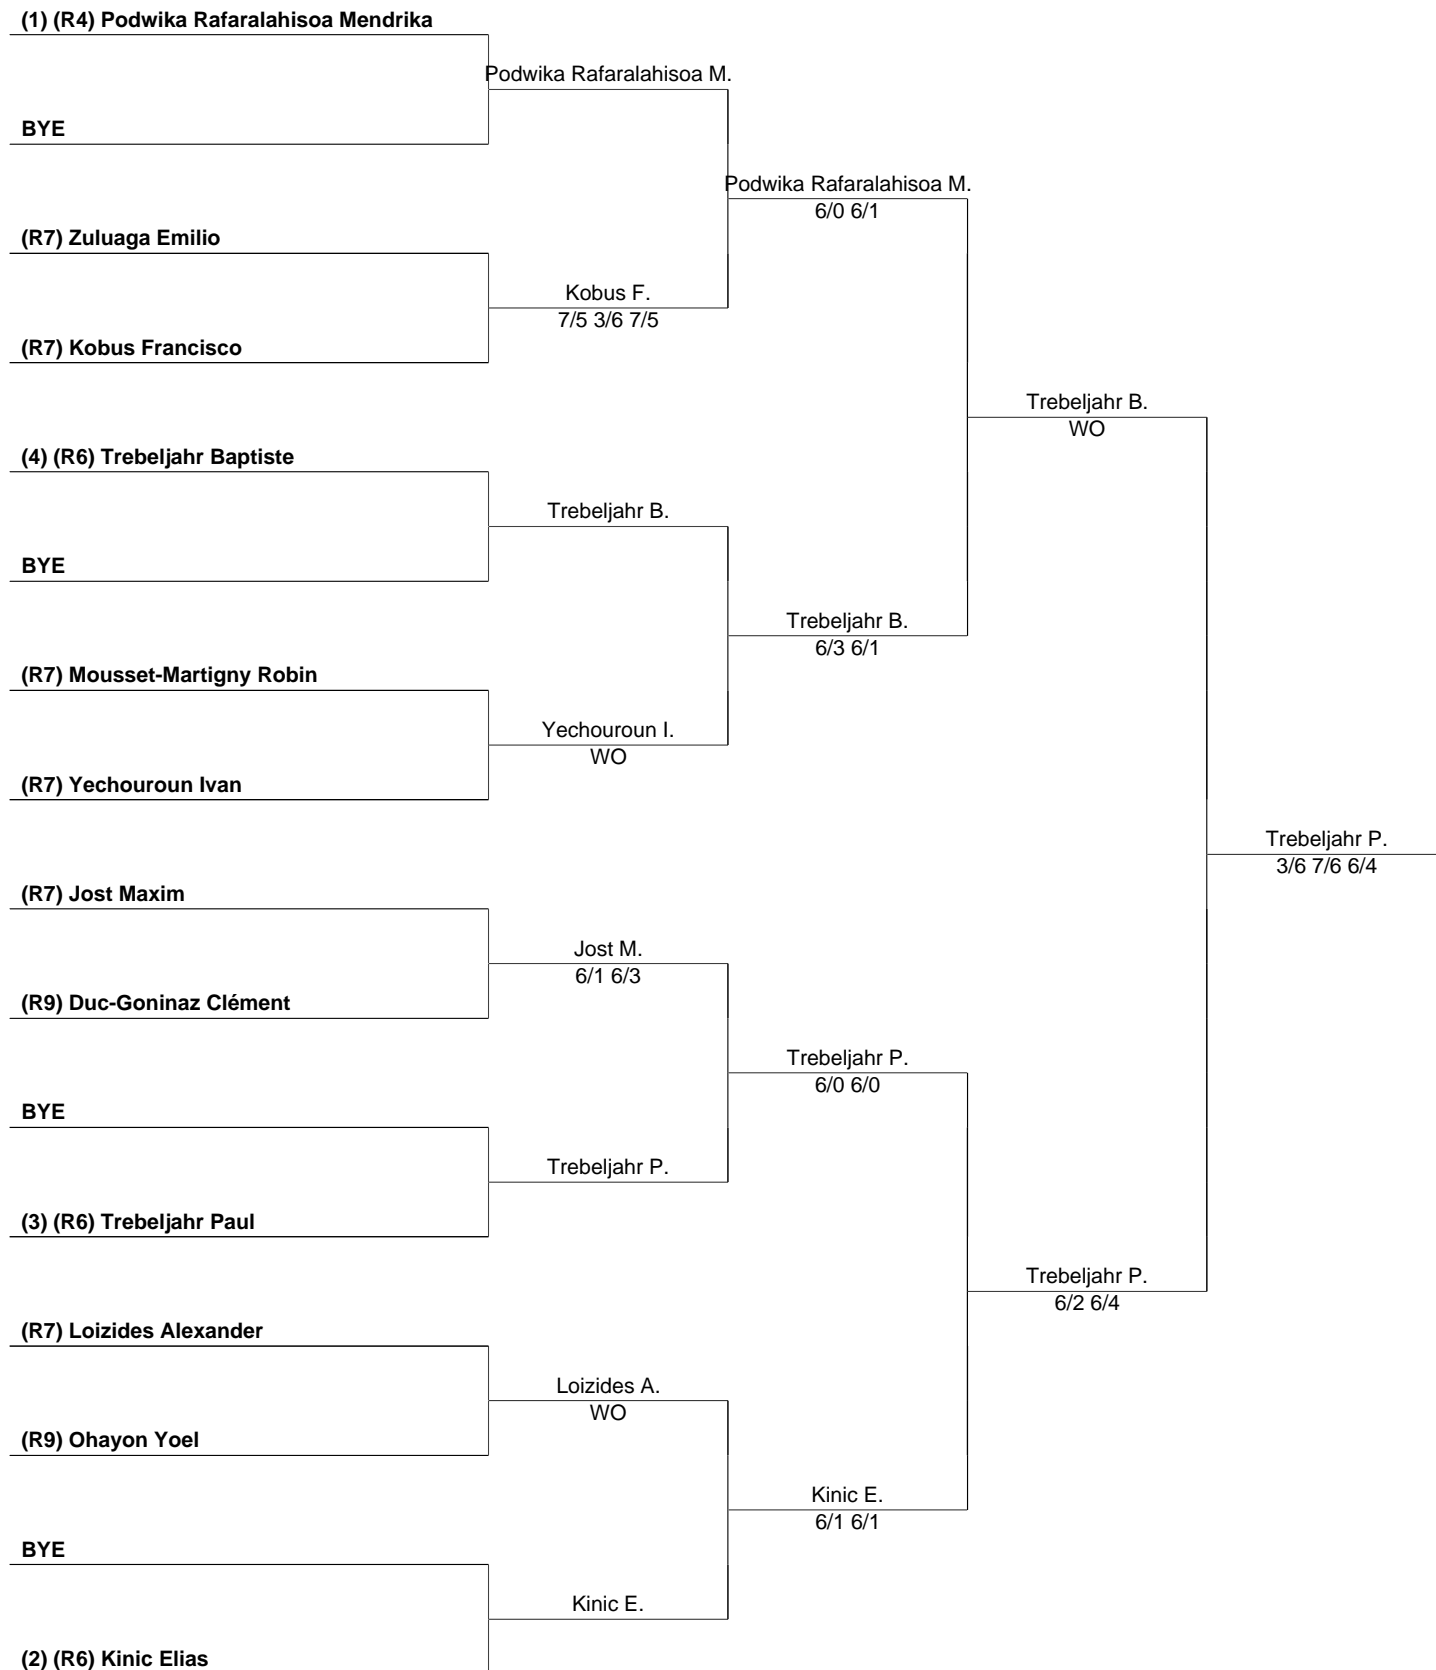 (1) (R4) Podwika Rafaralahisoa Mendrika
Podwika Rafaralahisoa M.
BYE
Podwika Rafaralahisoa M.
6/0 6/1
(R7) Zuluaga Emilio
Kobus F.
7/5 3/6 7/5
(R7) Kobus Francisco
Trebeljahr B.
WO
(4) (R6) Trebeljahr Baptiste
Trebeljahr B.
BYE
Trebeljahr B.
6/3 6/1
(R7) Mousset-Martigny Robin
Yechouroun I.
WO
(R7) Yechouroun Ivan
Trebeljahr P.
3/6 7/6 6/4
(R7) Jost Maxim
Jost M.
6/1 6/3
(R9) Duc-Goninaz Clément
Trebeljahr P.
6/0 6/0
BYE
Trebeljahr P.
(3) (R6) Trebeljahr Paul
Trebeljahr P.
6/2 6/4
(R7) Loizides Alexander
Loizides A.
WO
(R9) Ohayon Yoel
Kinic E.
6/1 6/1
BYE
Kinic E.
(2) (R6) Kinic Elias